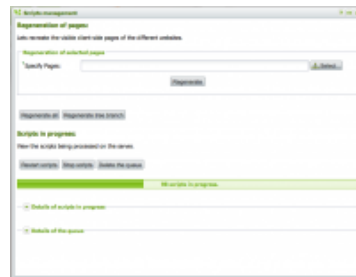 Scripts management
Regeneration of pages:
Lets recreate the visible client-side pages of the different websites.
Regeneration of selected pages
*Specify Pages:
Select...
Regenerate
Regenerate all Regenerate tree branch
Scripts in progress:
View the scripts being processed on the server.
Restart scripts Stop scripts Delete the queue
scripts in progress.
Details of scripts in progress
Details of the queue